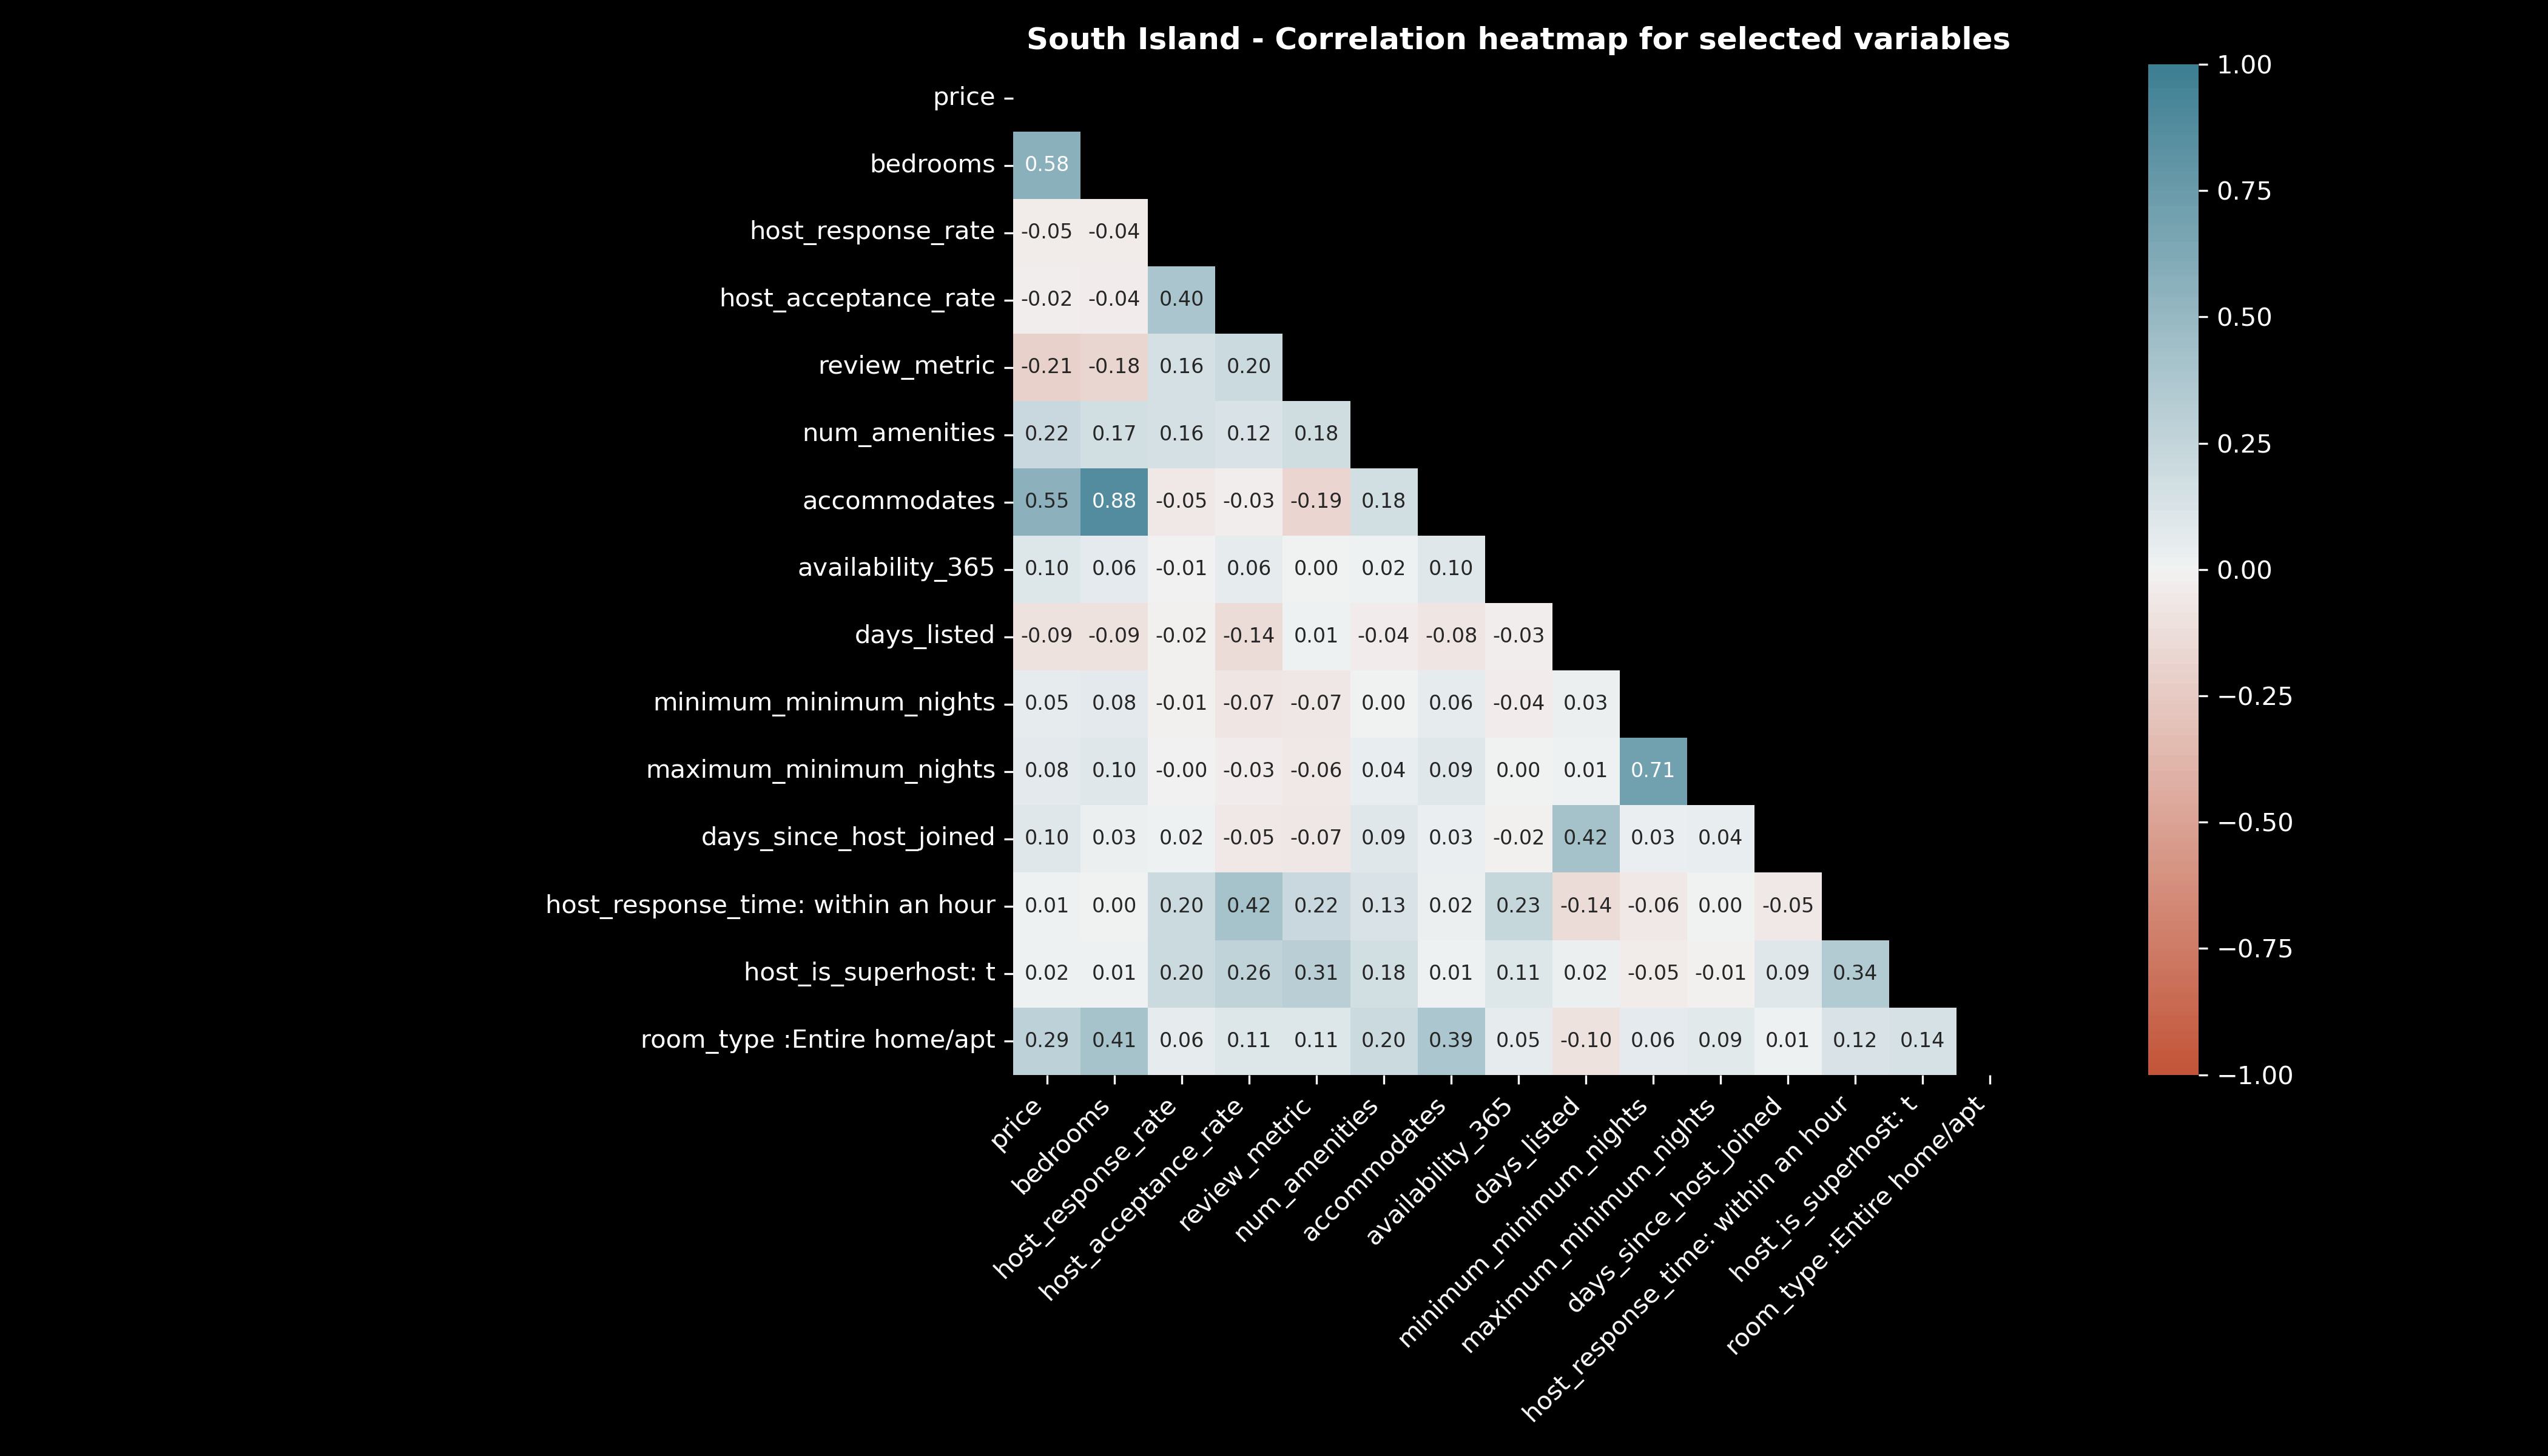 South Island - Correlation heatmap for selected variables
price
bedrooms 0.58
host_response_rate -0.05 -0.04
host_acceptance_rate -0.02 -0.04 0.40
review_metric -0.21 -0.18 0.16 0.20
num_amenities 0.22 0.17 0.16 0.12 0.18
accommodates 0.55 0.88 -0.05 -0.03 -0.19 0.18
availability_365 0.10 0.06 -0.01 0.06 0.00 0.02 0.10
days_listed -0.09 -0.09 -0.02 -0.14 0.01 -0.04 -0.08 -0.03
minimum_minimum_nights 0.05 0.08 -0.01 -0.07 -0.07 0.00 0.06 -0.04 0.03
maximum_minimum_nights 0.08 0.10 -0.00 -0.03 -0.06 0.04 0.09 0.00 0.01 0.71
days_since_host_joined 0.10 0.03 0.02 -0.05 -0.07 0.09 0.03 -0.02 0.42 0.03 0.04
host_response_time: within an hour 0.01 0.00 0.20 0.42 0.22 0.13 0.02 0.23 -0.14 -0.06 0.00 -0.05
host_is_superhost: t 0.02 0.01 0.20 0.26 0.31 0.18 0.01 0.11 0.02 -0.05 -0.01 0.09 0.34
room_type :Entire home/apt 0.29 0.41 0.06 0.11 0.11 0.20 0.39 0.05 -0.10 0.06 0.09 0.01 0.12 0.14
price
bedrooms
host_response_rate
host_acceptance_rate
review_metric
num_amenities
accommodates
availability_365
days_listed
minimum_minimum_nights
maximum_minimum_nights
days_since_host_joined
host_response_time: within an hour
host_is_superhost: t
room_type :Entire home/apt
1.00
0.75
0.50
0.25
0.00
−0.25
−0.50
−0.75
−1.00